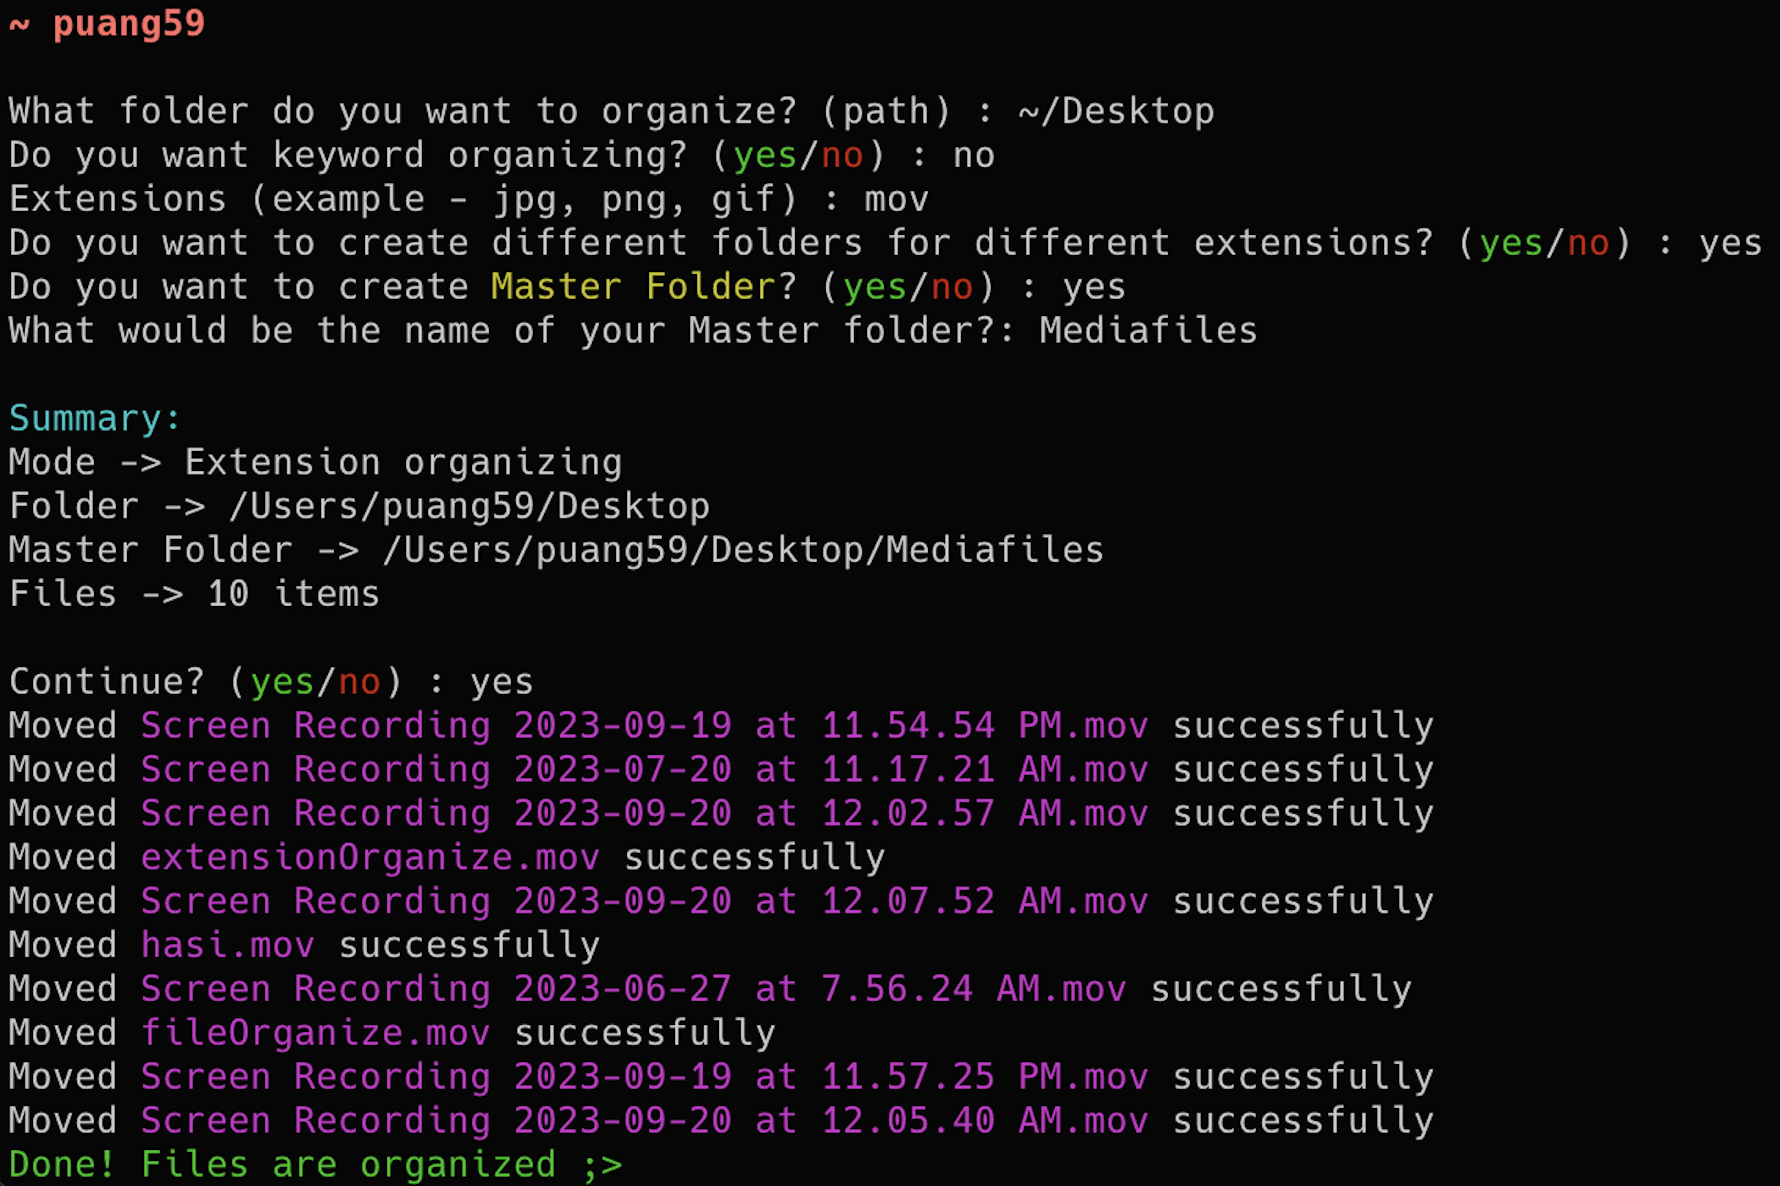 ~ puang59
What folder do you want to organize? (path) : ~/Desktop
Do you want keyword organizing? (yes/no) : no
Extensions (example - jpg, png, gif) : mov
Do you want to create different folders for different extensions? (yes/no) : yes
Do you want to create Master Folder? (yes/no) : yes
What would be the name of your Master folder?: Mediafiles
Summary:
Mode -> Extension organizing
Folder -> /Users/puang59/Desktop
Master Folder -> /Users/puang59/Desktop/Mediafiles
Files -> 10 items
Continue? (yes/no) : yes
Moved Screen Recording 2023-09-19 at 11.54.54 PM.mov successfully
Moved Screen Recording 2023-07-20 at 11.17.21 AM.mov successfully
Moved Screen Recording 2023-09-20 at 12.02.57 AM.mov successfully
Moved extensionOrganize.mov successfully
Moved Screen Recording 2023-09-20 at 12.07.52 AM.mov successfully
Moved hasi.mov successfully
Moved Screen Recording 2023-06-27 at 7.56.24 AM.mov successfully
Moved fileOrganize.mov successfully
Moved Screen Recording 2023-09-19 at 11.57.25 PM.mov successfully
Moved Screen Recording 2023-09-20 at 12.05.40 AM.mov successfully
Done! Files are organized ;>